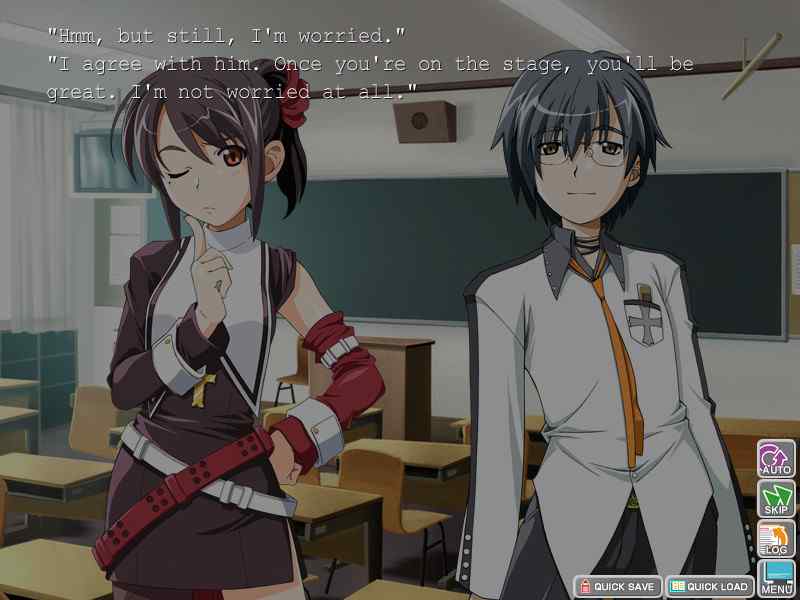 "Hmm, but still, I'm worried."
"I agree with him. Once you're on the stage, you'll be
great. I'm not worried at all."
AUTO
SKIP
LOG
MENU
QUICK SAVE
QUICK LOAD